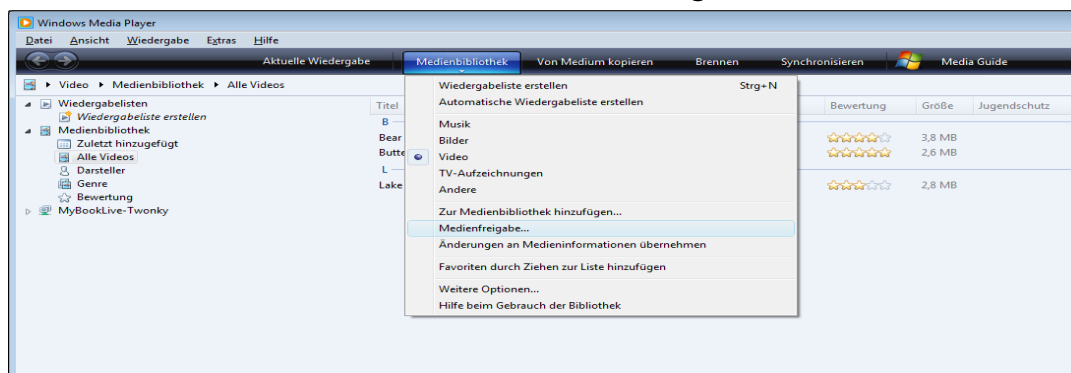 Windows Media Player
Datei Ansicht Wiedergabe Extras Hilfe
Aktuelle Wiedergabe Medienbibliothek Von Medium kopieren Brennen Synchronisieren Media Guide
Video Medienbibliothek Alle Videos
Wiedergabelisten
Wiedergabeliste erstellen
Medienbibliothek
Zuletzt hinzugefügt
Alle Videos
Darsteller
Genre
Bewertung
MyBookLive-Twonky
Titel
B
Bear
Butte
L
Lake
Wiedergabeliste erstellen Strg+N
Automatische Wiedergabeliste erstellen
Musik
Bilder
Video
TV-Aufzeichnungen
Andere
Zur Medienbibliothek hinzufügen...
Medienfreigabe...
Änderungen an Medieninformationen übernehmen
Favoriten durch Ziehen zur Liste hinzufügen
Weitere Optionen...
Hilfe beim Gebrauch der Bibliothek
Bewertung Größe Jugendschutz
3,8 MB
2,6 MB
2,8 MB